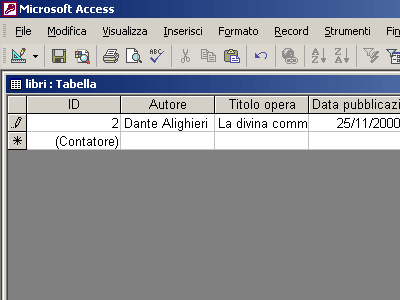 Microsoft Access
File Modifica Visualizza Inserisci Formato Record Strumenti Fin
ABC A Z Z A
libri : Tabella
ID Autore Titolo opera Data pubblicazi
2 Dante Alighieri La divina comm 25/11/2000
(Contatore)